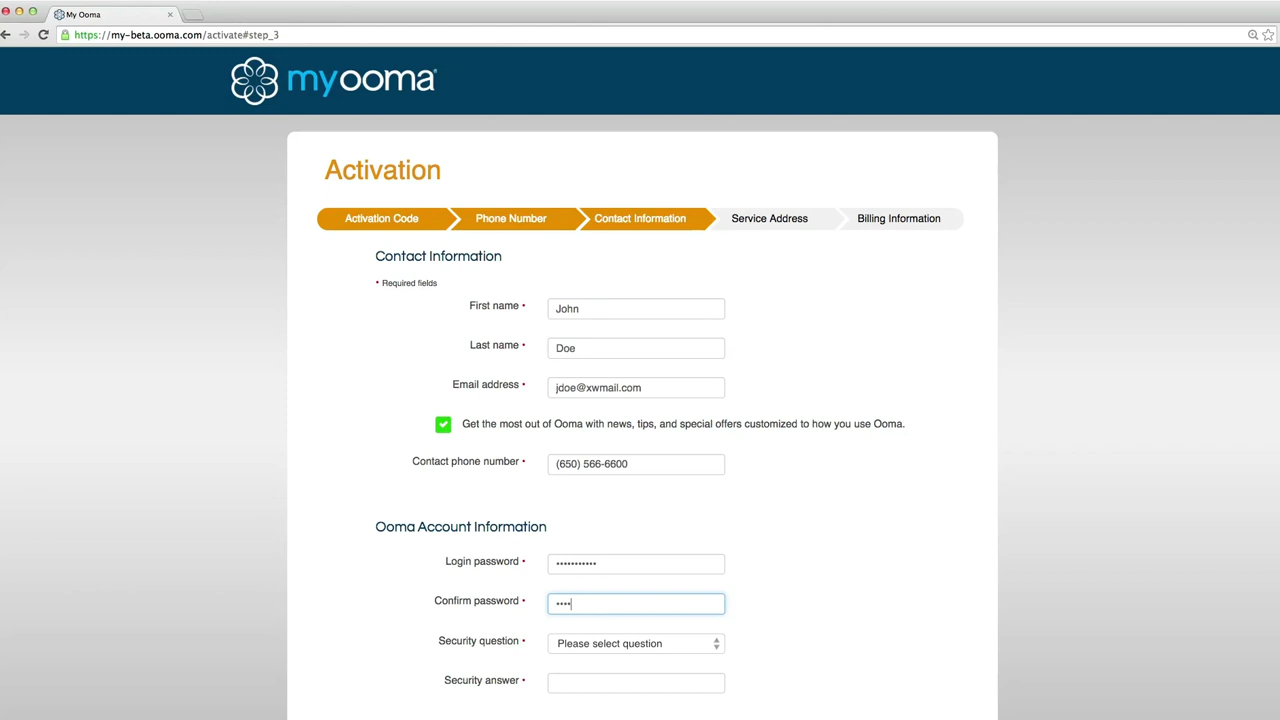 My Ooma
https://my-beta.ooma.com/activate#step_3
myooma
Activation
Activation Code
Phone Number
Contact Information
Service Address
Billing Information
Contact Information
• Required fields
First name •
John
Last name •
Doe
Email address •
jdoe@xwmail.com
Get the most out of Ooma with news, tips, and special offers customized to how you use Ooma.
Contact phone number •
(650) 566-6600
Ooma Account Information
Login password •
•••••••••••
Confirm password •
••••
Security question •
Please select question
Security answer •